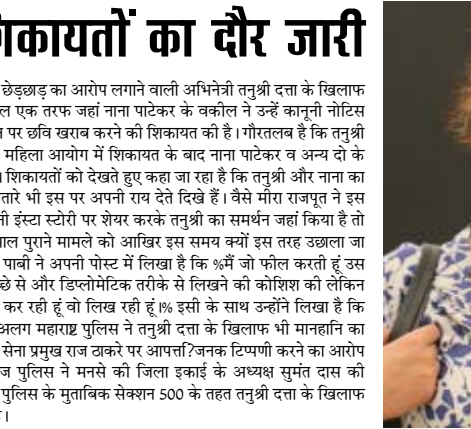 का दौर जारी
छेड़छाड़ का आरोप लगाने वाली अभिनेत्री तनुश्री दत्ता के खिलाफ
एक तरफ जहां नाना पाटेकर के वकील ने उन्हें कानूनी नोटिस
पर छवि खराब करने की शिकायत की है। गौरतलब है कि तनुश्री
महिला आयोग में शिकायत के बाद नाना पाटेकर व अन्य दो के
शिकायतों को देखते हुए कहा जा रहा है कि तनुश्री और नाना का
तारे भी इस पर अपनी राय देते दिखे हैं। वैसे मीरा राजपूत ने इस
इंस्टा स्टोरी पर शेयर करके तनुश्री का समर्थन जहां किया है तो
पुराने मामले को आखिर इस समय क्यों इस तरह उछाला जा
पाबी ने अपनी पोस्ट में लिखा है कि %मैं जो फील करती हूं उस
से और डिप्लोमेटिक तरीके से लिखने की कोशिश की लेकिन
कर रही हूं वो लिख रही हूं।% इसी के साथ उन्होंने लिखा है कि
अलग महाराष्ट्र पुलिस ने तनुश्री दत्ता के खिलाफ भी मानहानि का
सेना प्रमुख राज ठाकरे पर आपत्त?िजनक टिप्पणी करने का आरोप
पुलिस ने मनसे की जिला इकाई के अध्यक्ष सुमंत दास की
पुलिस के मुताबिक सेक्शन 500 के तहत तनुश्री दत्ता के खिलाफ